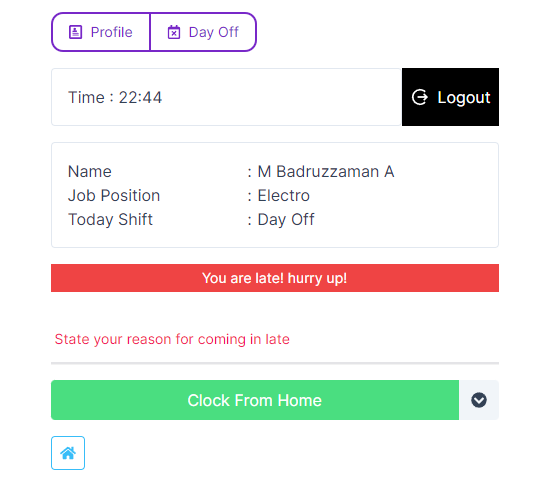 Profile Day Off
Time : 22:44 Logout
Name : M Badruzzaman A
Job Position : Electro
Today Shift : Day Off
You are late! hurry up!
State your reason for coming in late
Clock From Home